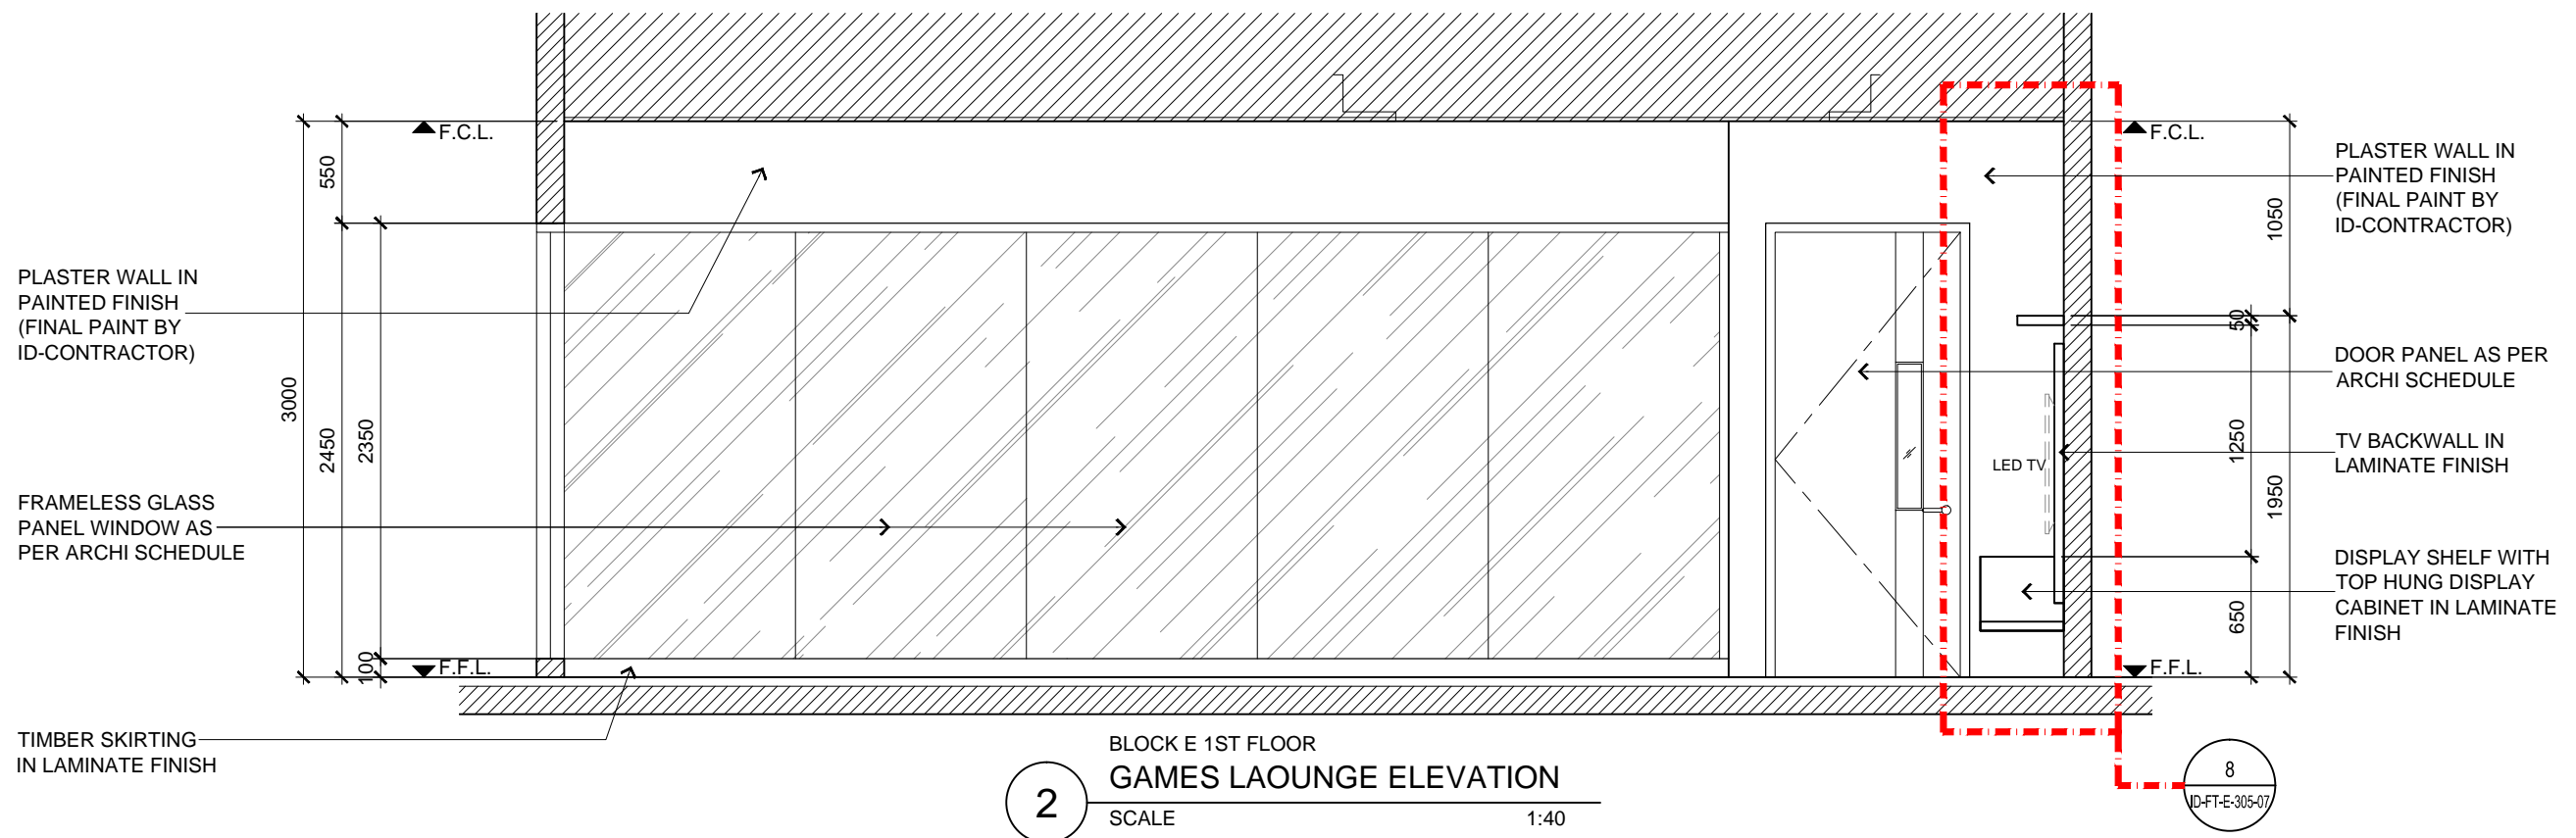 F.C.L.
F.C.L.
550
3000
2450
2350
100
PLASTER WALL IN
PAINTED FINISH
(FINAL PAINT BY
ID-CONTRACTOR)
FRAMELESS GLASS
PANEL WINDOW AS
PER ARCHI SCHEDULE
TIMBER SKIRTING
IN LAMINATE FINISH
F.F.L.
LED TV
PLASTER WALL IN
PAINTED FINISH
(FINAL PAINT BY
ID-CONTRACTOR)
1050
50
DOOR PANEL AS PER
ARCHI SCHEDULE
1250
TV BACKWALL IN
LAMINATE FINISH
1950
DISPLAY SHELF WITH
TOP HUNG DISPLAY
CABINET IN LAMINATE
FINISH
650
F.F.L.
BLOCK E 1ST FLOOR
2
GAMES LAOUNGE ELEVATION
SCALE 1:40
8
ID-FT-E-305-07